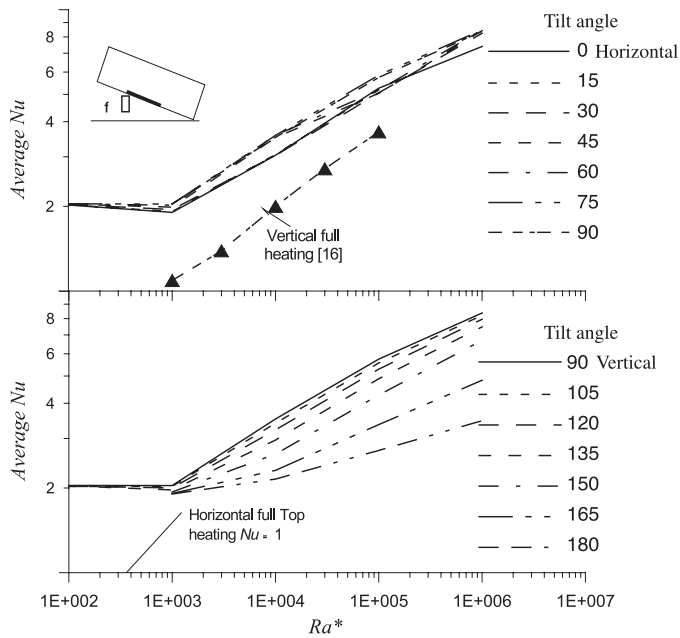 8
6
4
2
Average Nu
f
Vertical full
heating [16]
Tilt angle
0 Horizontal
15
30
45
60
75
90
8
6
4
2
Average Nu
Horizontal full Top
heating Nu = 1
Tilt angle
90 Vertical
105
120
135
150
165
180
1E+002 1E+003 1E+004 1E+005 1E+006 1E+007
Ra*